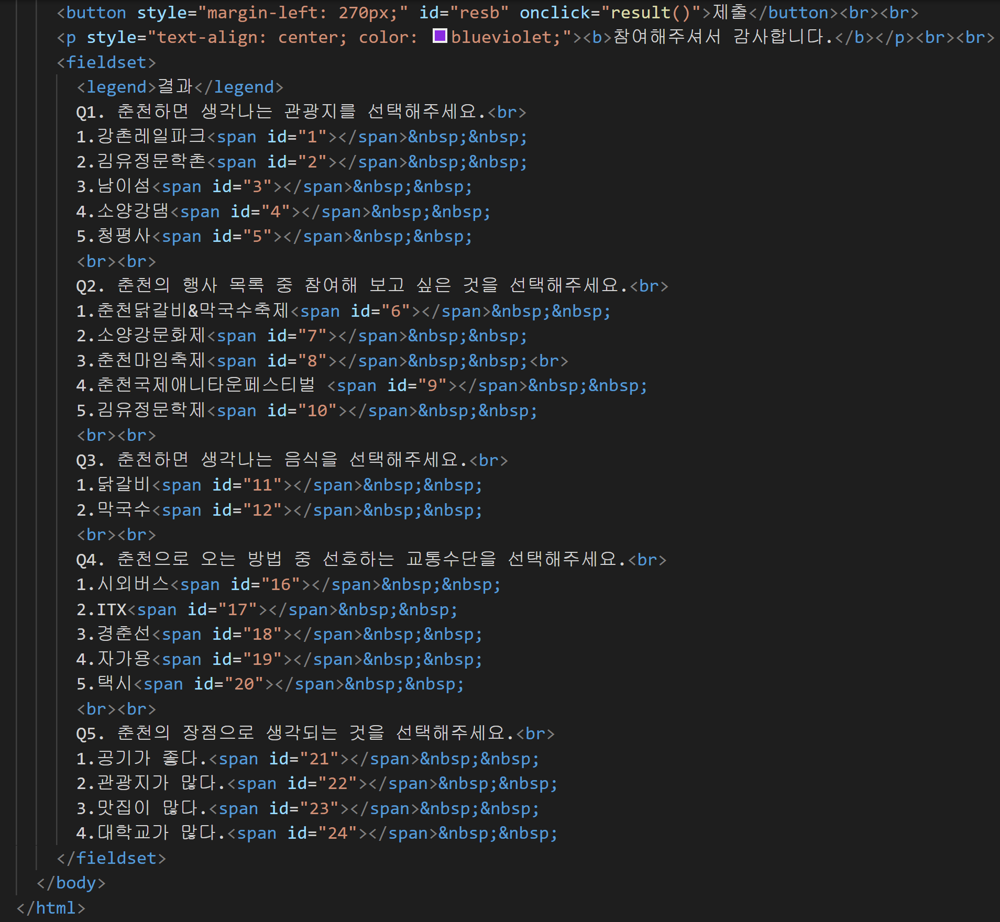 <button style="margin-left: 270px;" id="resb" onclick="result()">제출</button><br><br>
<p style="text-align: center; color: blueviolet;"><b>참여해주셔서 감사합니다.</b></p><br><br>
<fieldset>
<legend>결과</legend>
Q1. 춘천하면 생각나는 관광지를 선택해주세요.<br>
1.강촌레일파크<span id="1"></span>&nbsp;&nbsp;
2.김유정문학촌<span id="2"></span>&nbsp;&nbsp;
3.남이섬<span id="3"></span>&nbsp;&nbsp;
4.소양강댐<span id="4"></span>&nbsp;&nbsp;
5.청평사<span id="5"></span>&nbsp;&nbsp;
<br><br>
Q2. 춘천의 행사 목록 중 참여해 보고 싶은 것을 선택해주세요.<br>
1.춘천닭갈비&막국수축제<span id="6"></span>&nbsp;&nbsp;
2.소양강문화제<span id="7"></span>&nbsp;&nbsp;
3.춘천마임축제<span id="8"></span>&nbsp;&nbsp;<br>
4.춘천국제애니타운페스티벌 <span id="9"></span>&nbsp;&nbsp;
5.김유정문학제<span id="10"></span>&nbsp;&nbsp;
<br><br>
Q3. 춘천하면 생각나는 음식을 선택해주세요.<br>
1.닭갈비<span id="11"></span>&nbsp;&nbsp;
2.막국수<span id="12"></span>&nbsp;&nbsp;
<br><br>
Q4. 춘천으로 오는 방법 중 선호하는 교통수단을 선택해주세요.<br>
1.시외버스<span id="16"></span>&nbsp;&nbsp;
2.ITX<span id="17"></span>&nbsp;&nbsp;
3.경춘선<span id="18"></span>&nbsp;&nbsp;
4.자가용<span id="19"></span>&nbsp;&nbsp;
5.택시<span id="20"></span>&nbsp;&nbsp;
<br><br>
Q5. 춘천의 장점으로 생각되는 것을 선택해주세요.<br>
1.공기가 좋다.<span id="21"></span>&nbsp;&nbsp;
2.관광지가 많다.<span id="22"></span>&nbsp;&nbsp;
3.맛집이 많다.<span id="23"></span>&nbsp;&nbsp;
4.대학교가 많다.<span id="24"></span>&nbsp;&nbsp;
</fieldset>
</body>
</html>